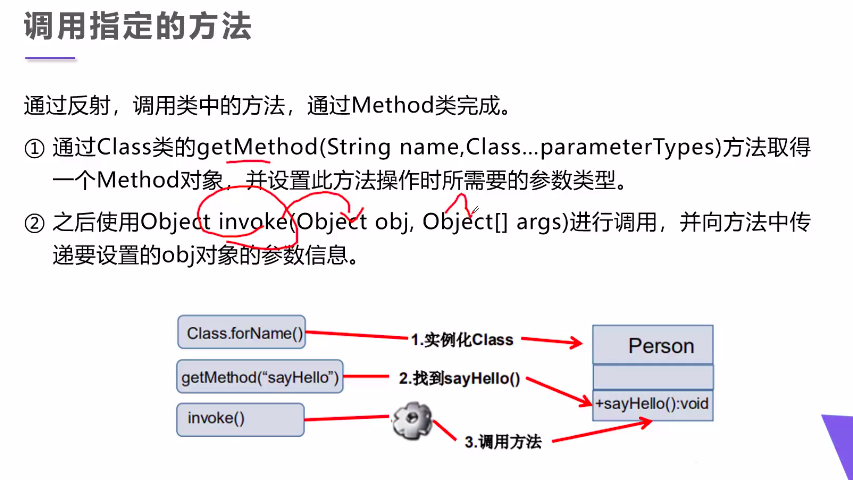 调用指定的方法
通过反射，调用类中的方法，通过Method类完成。
① 通过Class类的getMethod(String name,Class…parameterTypes)方法取得
一个Method对象，并设置此方法操作时所需要的参数类型。
② 之后使用Object invoke(Object obj, Object[] args)进行调用，并向方法中传
递要设置的obj对象的参数信息。
Class.forName()
1.实例化Class
Person
getMethod(“sayHello”)
2.找到sayHello()
+sayHello():void
invoke()
3.调用方法